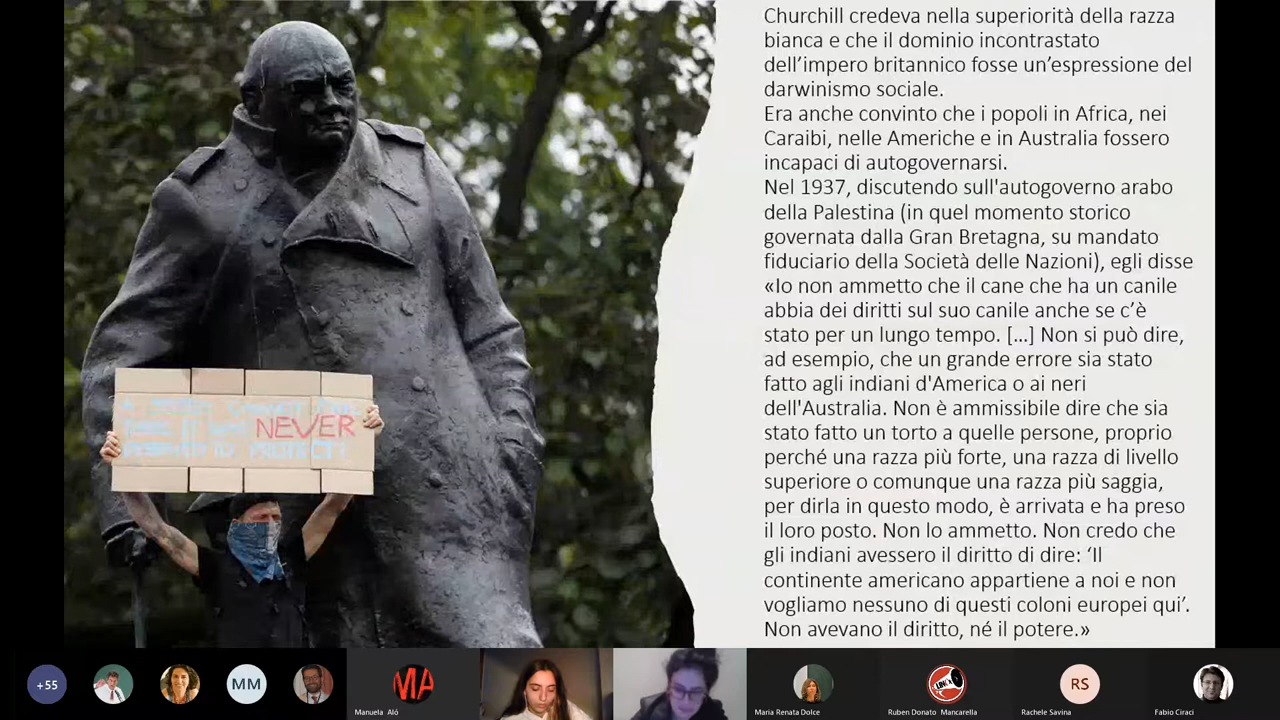 Churchill credeva nella superiorità della razza
bianca e che il dominio incontrastato
dell’impero britannico fosse un’espressione del
darwinismo sociale.
Era anche convinto che i popoli in Africa, nei
Caraibi, nelle Americhe e in Australia fossero
incapaci di autogovernarsi.
Nel 1937, discutendo sull'autogoverno arabo
della Palestina (in quel momento storico
governata dalla Gran Bretagna, su mandato
fiduciario della Società delle Nazioni), egli disse
«Io non ammetto che il cane che ha un canile
abbia dei diritti sul suo canile anche se c’è
stato per un lungo tempo. […] Non si può dire,
ad esempio, che un grande errore sia stato
fatto agli indiani d'America o ai neri
dell'Australia. Non è ammissibile dire che sia
stato fatto un torto a quelle persone, proprio
perché una razza più forte, una razza di livello
superiore o comunque una razza più saggia,
per dirla in questo modo, è arrivata e ha preso
il loro posto. Non lo ammetto. Non credo che
gli indiani avessero il diritto di dire: ‘Il
continente americano appartiene a noi e non
vogliamo nessuno di questi coloni europei qui’.
Non avevano il diritto, né il potere.»
NEVER
+55
MM
MA
RS
Manuela Aló
Maria Renata Dolce
Ruben Donato Mancarella
Rachele Savina
Fabio Ciraci